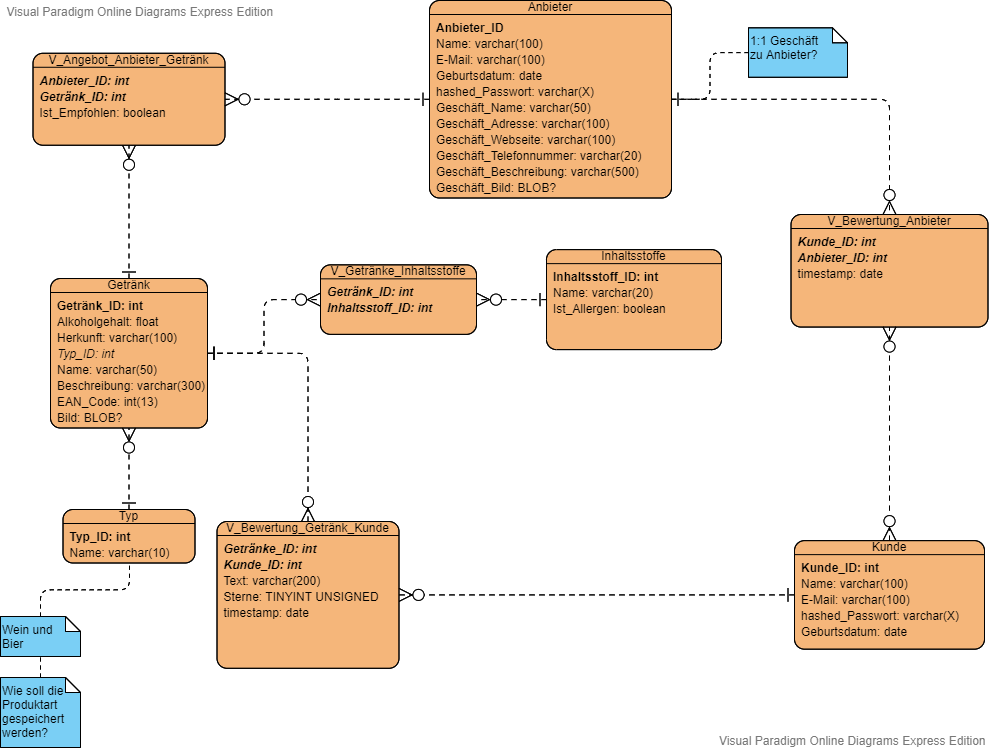 Visual Paradigm Online Diagrams Express Edition
Anbieter
Anbieter_ID
Name: varchar(100)
E-Mail: varchar(100)
Geburtsdatum: date
hashed_Passwort: varchar(X)
Geschäft_Name: varchar(50)
Geschäft_Adresse: varchar(100)
Geschäft_Webseite: varchar(100)
Geschäft_Telefonnummer: varchar(20)
Geschäft_Beschreibung: varchar(500)
Geschäft_Bild: BLOB?
1:1 Geschäft
zu Anbieter?
V_Angebot_Anbieter_Getränk
Anbieter_ID: int
Getränk_ID: int
Ist_Empfohlen: boolean
V_Bewertung_Anbieter
Kunde_ID: int
Anbieter_ID: int
timestamp: date
Getränk
Getränk_ID: int
Alkoholgehalt: float
Herkunft: varchar(100)
Typ_ID: int
Name: varchar(50)
Beschreibung: varchar(300)
EAN_Code: int(13)
Bild: BLOB?
V_Getränke_Inhaltsstoffe
Getränk_ID: int
Inhaltsstoff_ID: int
Inhaltsstoffe
Inhaltsstoff_ID: int
Name: varchar(20)
Ist_Allergen: boolean
Typ
Typ_ID: int
Name: varchar(10)
V_Bewertung_Getränk_Kunde
Getränke_ID: int
Kunde_ID: int
Text: varchar(200)
Sterne: TINYINT UNSIGNED
timestamp: date
Kunde
Kunde_ID: int
Name: varchar(100)
E-Mail: varchar(100)
hashed_Passwort: varchar(X)
Geburtsdatum: date
Wein und
Bier
Wie soll die
Produktart
gespeichert
werden?
Visual Paradigm Online Diagrams Express Edition